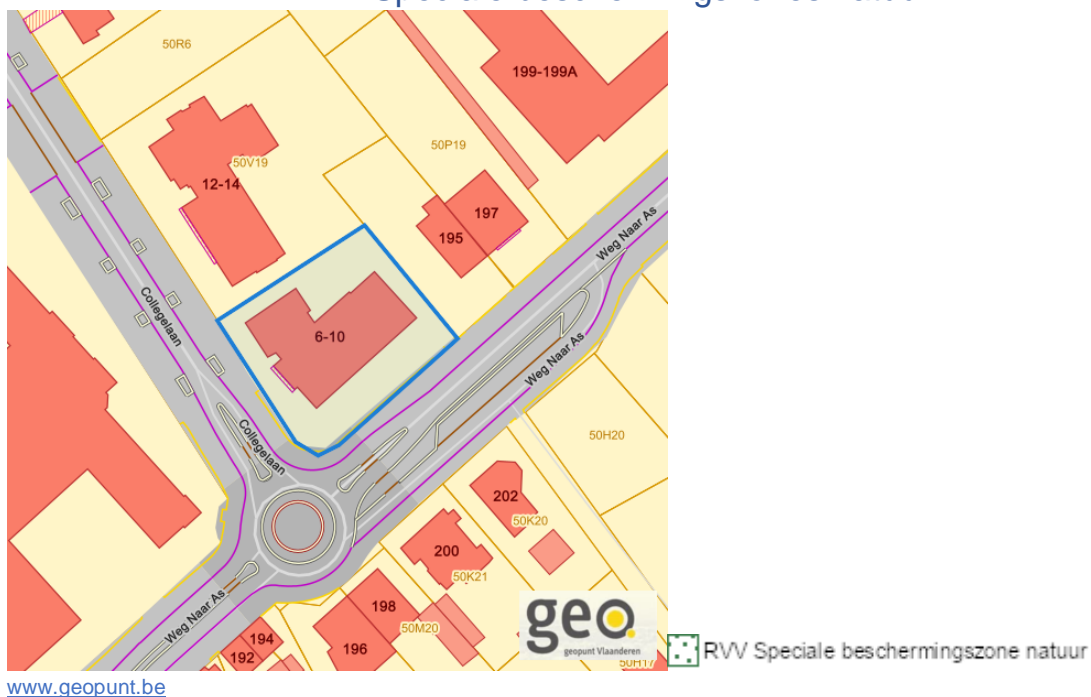 50R6
199-199A
50P19
50V19
12-14
197
195
Weg Naar As
6-10
Collegelaan
Weg Naar As
Collegelaan
50H20
202
50K20
200
50K21
198
50M20
Weg Naar As
194
192
196
geo
geopunt Vlaanderen
50H17
RVV Speciale beschermingszone natuur
www.geopunt.be